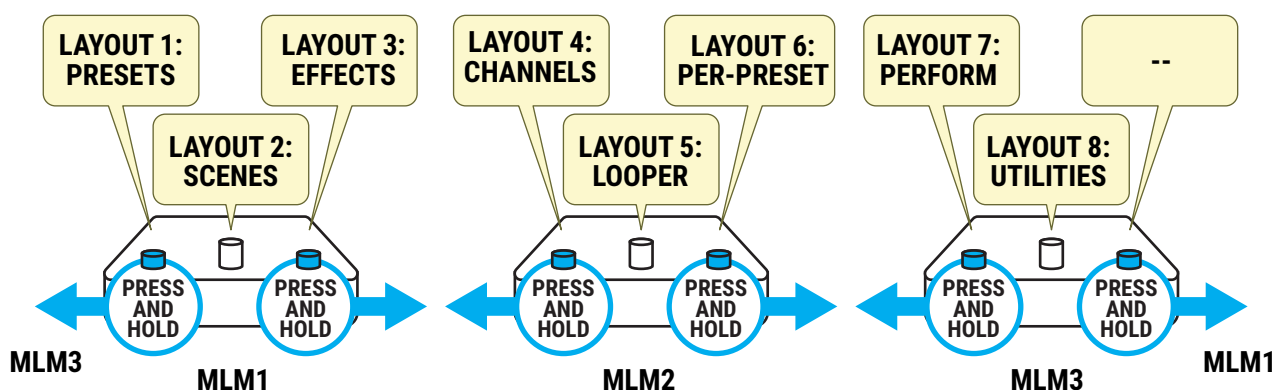 LAYOUT 1:
PRESETS
LAYOUT 3:
EFFECTS
LAYOUT 2:
SCENES
PRESS
AND
HOLD
PRESS
AND
HOLD
MLM3
MLM1
LAYOUT 4:
CHANNELS
LAYOUT 6:
PER-PRESET
LAYOUT 5:
LOOPER
PRESS
AND
HOLD
PRESS
AND
HOLD
MLM2
LAYOUT 7:
PERFORM
--
LAYOUT 8:
UTILITIES
PRESS
AND
HOLD
PRESS
AND
HOLD
MLM3
MLM1